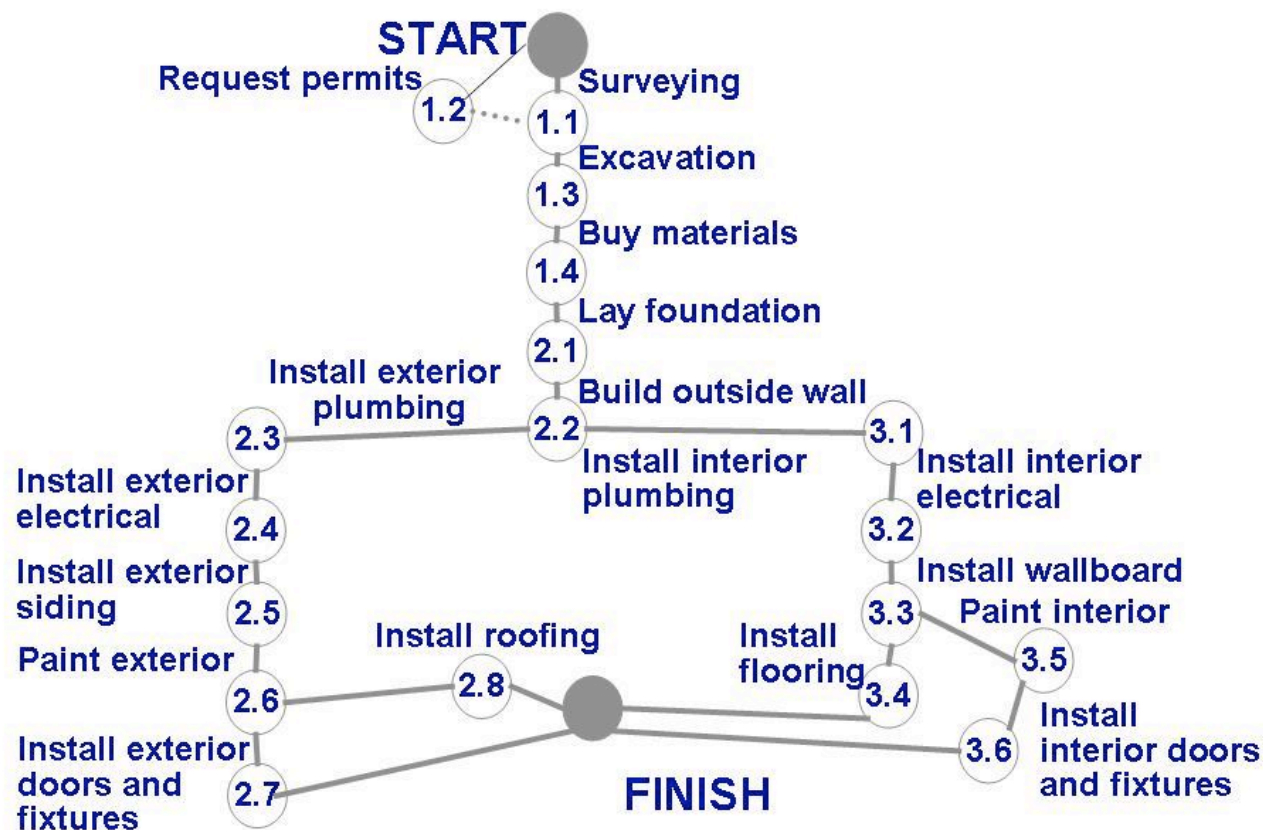 START
Request permits
Surveying
1.2
1.1
Excavation
1.3
Buy materials
1.4
Lay foundation
2.1
Install exterior
plumbing
Build outside wall
2.3
2.2
3.1
Install interior
plumbing
Install interior
electrical
Install exterior
electrical
2.4
3.2
Install exterior
siding
2.5
Install wallboard
3.3
Paint interior
Install roofing
Install
flooring
3.5
Paint exterior
2.6
2.8
3.4
Install
interior doors
and fixtures
3.6
Install exterior
doors and
fixtures
2.7
FINISH